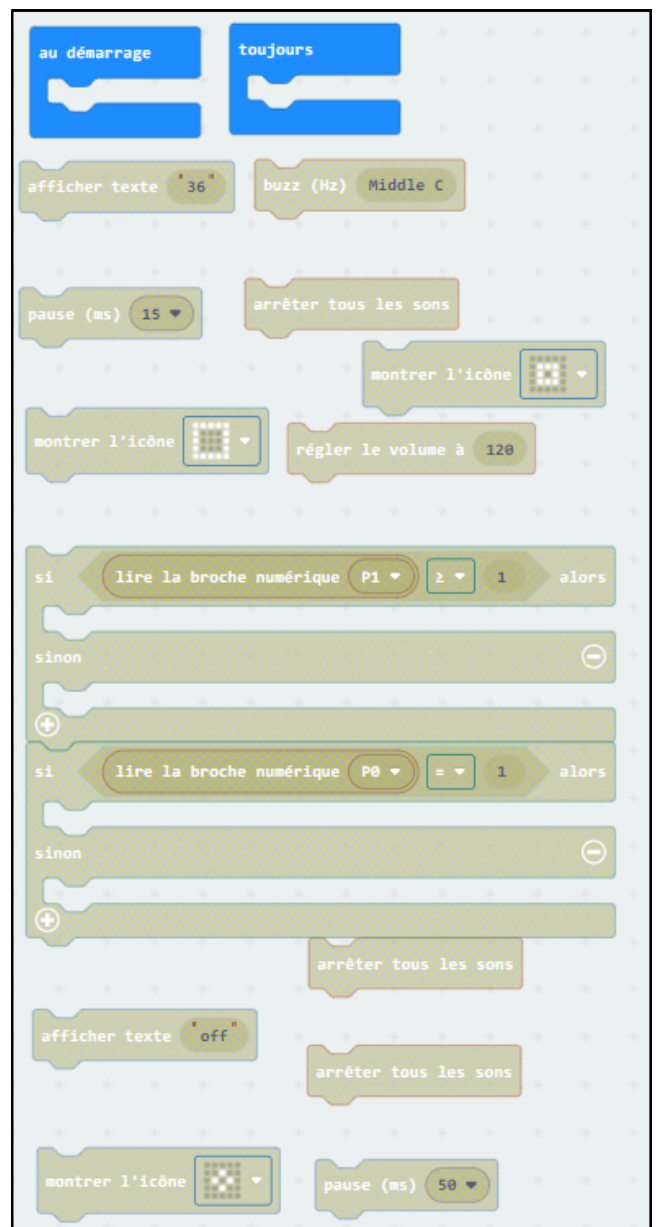 au démarrage
toujours
afficher texte "36"
buzz (Hz) Middle C
pause (ms) 15
arrêter tous les sons
montrer l'icône
montrer l'icône
régler le volume à 120
si lire la broche numérique P1 ≥ 1 alors
sinon
si lire la broche numérique P0 = 1 alors
sinon
arrêter tous les sons
afficher texte "off"
arrêter tous les sons
montrer l'icône
pause (ms) 50